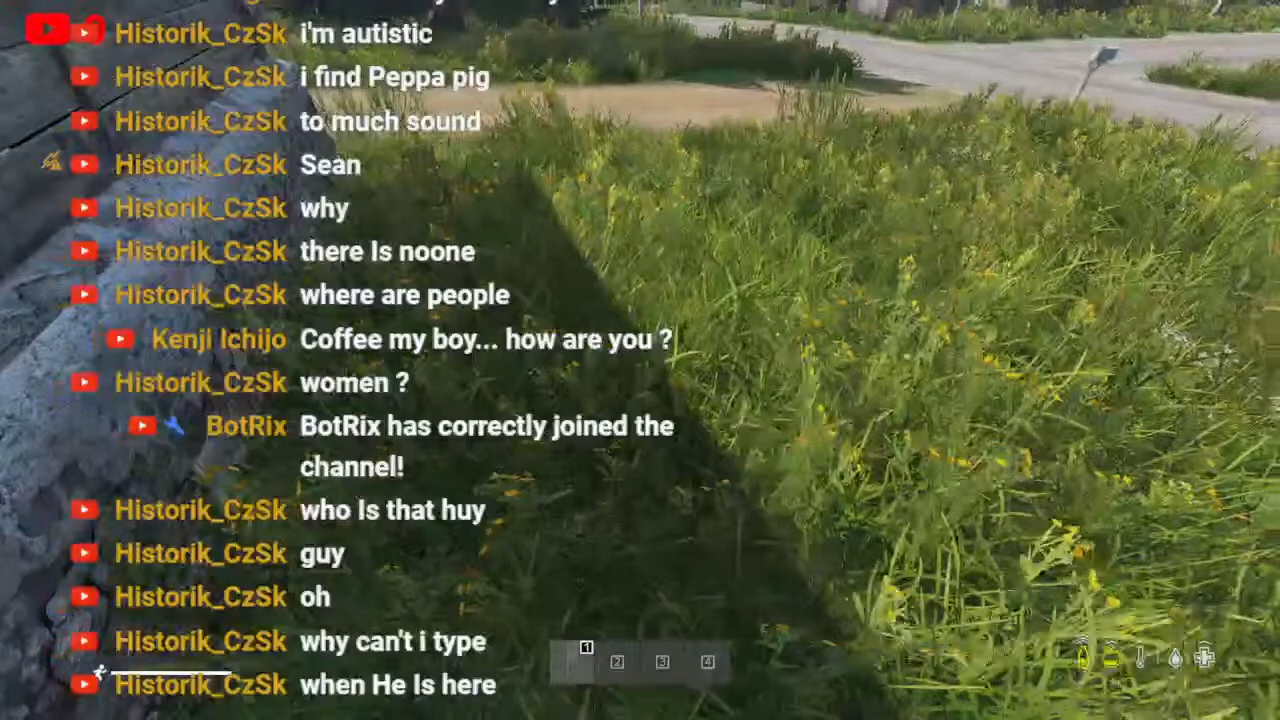 Historik_CzSk i'm autistic
Historik_CzSk i find Peppa pig
Historik_CzSk to much sound
Historik_CzSk Sean
Historik_CzSk why
Historik_CzSk there Is noone
Historik_CzSk where are people
Kenji Ichijo Coffee my boy... how are you ?
Historik_CzSk women ?
BotRix BotRix has correctly joined the
channel!
Historik_CzSk who Is that huy
Historik_CzSk guy
Historik_CzSk oh
Historik_CzSk why can't i type
1 2 3 4
Historik_CzSk when He Is here